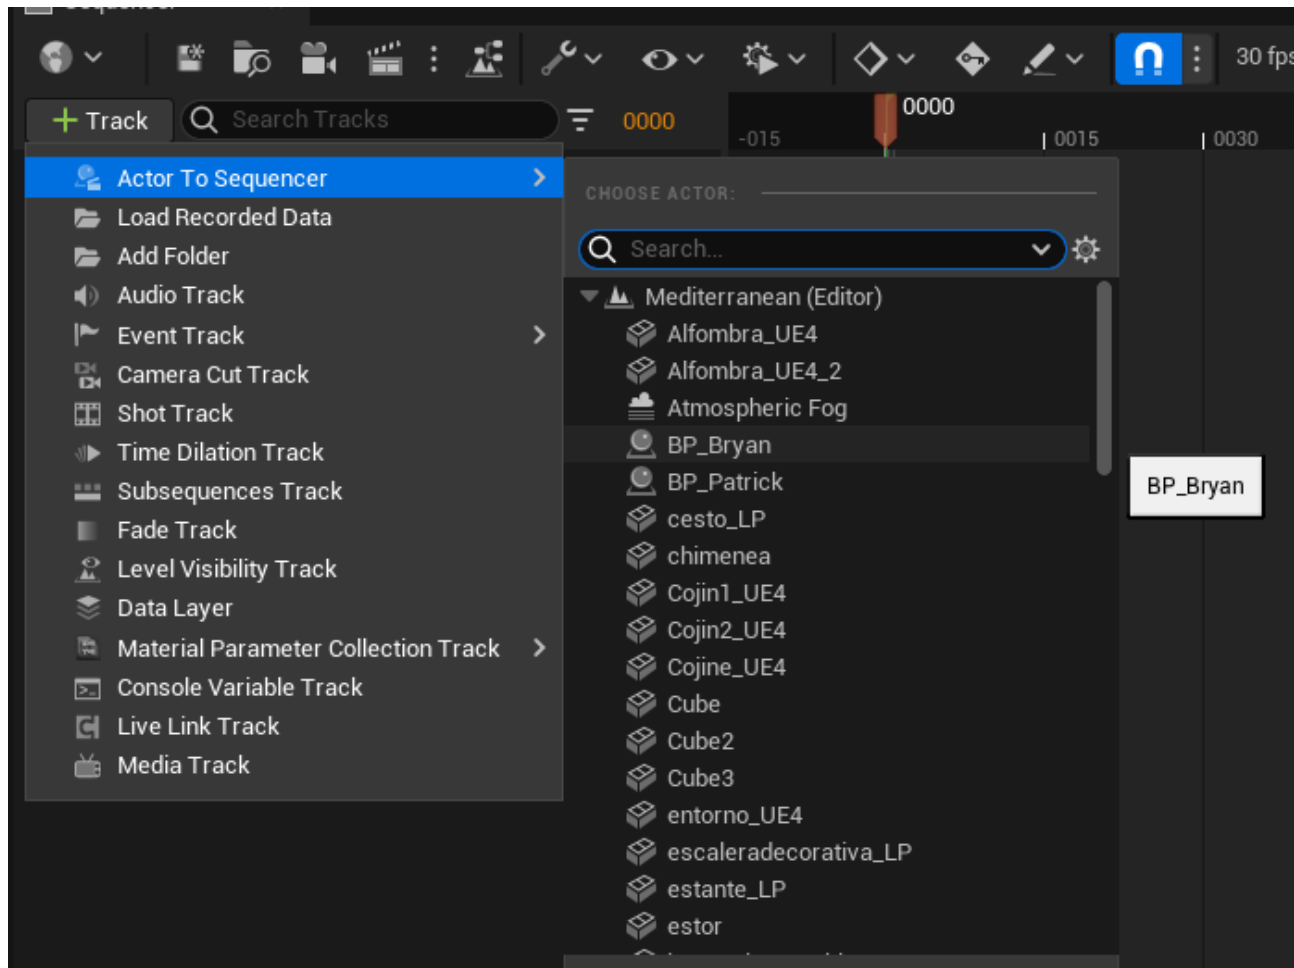 Sequencer
30 fps
+ Track
Search Tracks
0000
0000
-015
0015
0030
Actor To Sequencer
Load Recorded Data
Add Folder
Audio Track
Event Track
Camera Cut Track
Shot Track
Time Dilation Track
Subsequences Track
Fade Track
Level Visibility Track
Data Layer
Material Parameter Collection Track
Console Variable Track
Live Link Track
Media Track
CHOOSE ACTOR:
Search...
Mediterranean (Editor)
Alfombra_UE4
Alfombra_UE4_2
Atmospheric Fog
BP_Bryan
BP_Patrick
cesto_LP
chimenea
Cojin1_UE4
Cojin2_UE4
Cojine_UE4
Cube
Cube2
Cube3
entorno_UE4
escaleradecorativa_LP
estante_LP
estor
BP_Bryan